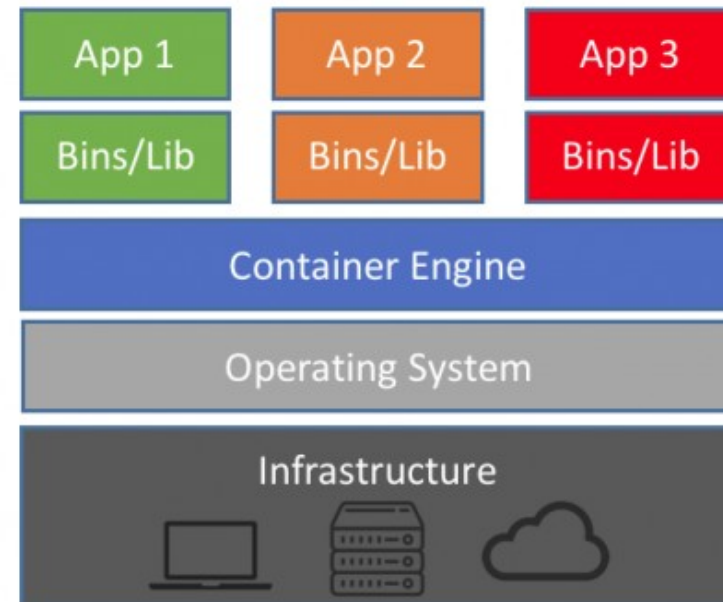 App 1
App 2
App 3
Bins/Lib
Bins/Lib
Bins/Lib
Container Engine
Operating System
Infrastructure